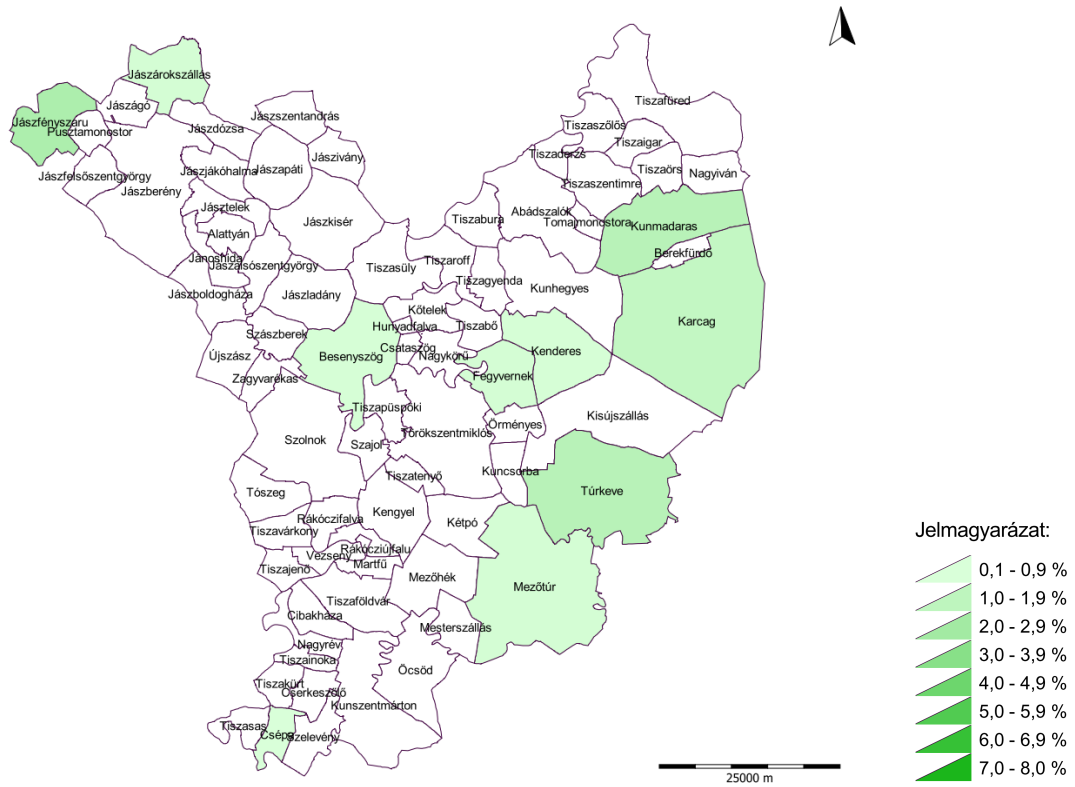 Jászárokszállás
Jászágó
Jászfényszaru
Pusztamonostor
Jászszentandrás
Jászdózsa
Jászivány
Jászfelsőszentgyörgy
Jászberény
Jászjákóhalma
Jászapáti
Jásztelek
Alattyán
Jászkisér
Jánoshida
Jászalsószentgyörgy
Jászboldogháza
Jászladány
Tiszafüred
Tiszaszőlős
Tiszaigar
Tiszaderzs
Tiszaörs
Nagyiván
Tiszaszentimre
Abádszalók
Tomajmonostora
Kunmadaras
Tiszabura
Berekfürdő
Tiszasüly
Tiszaroff
Tiszagyenda
Kunhegyes
Karcag
Kőtelek
Hunyadfalva
Tiszabő
Csataszög
Nagykörű
Kenderes
Fegyvernek
Szászberek
Besenyszög
Újszász
Zagyvarékas
Tiszapüspöki
Szolnok
Szajol
Törökszentmiklós
Örményes
Kisújszállás
Kuncsorba
Tiszatenyő
Túrkeve
Tószeg
Tiszavárkony
Rákóczifalva
Kengyel
Kétpó
Rákócziújfalu
Vezseny
Martfű
Tiszajenő
Mezőhék
Mezőtúr
Tiszaföldvár
Cibakháza
Mesterszállás
Nagyrév
Tiszainoka
Öcsöd
Tiszakürt
Cserkeszőlő
Kunszentmárton
Tiszasas
Csépa
Szelevény
25000 m
Jelmagyarázat:
0,1 - 0,9 %
1,0 - 1,9 %
2,0 - 2,9 %
3,0 - 3,9 %
4,0 - 4,9 %
5,0 - 5,9 %
6,0 - 6,9 %
7,0 - 8,0 %